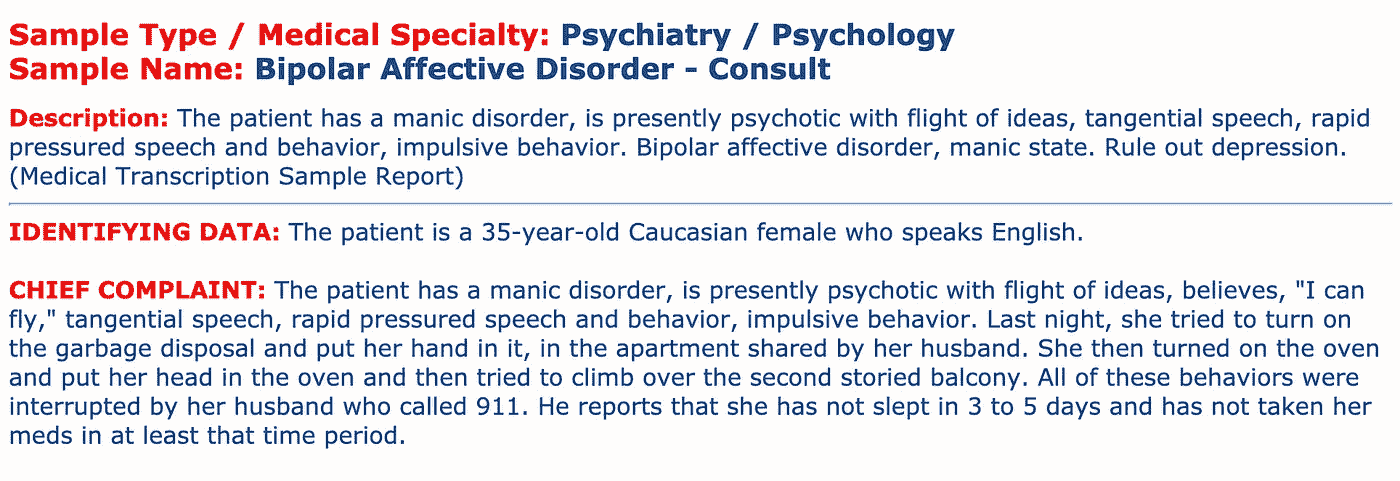 Sample Type / Medical Specialty: Psychiatry / Psychology
Sample Name: Bipolar Affective Disorder - Consult
Description: The patient has a manic disorder, is presently psychotic with flight of ideas, tangential speech, rapid
pressured speech and behavior, impulsive behavior. Bipolar affective disorder, manic state. Rule out depression.
(Medical Transcription Sample Report)
IDENTIFYING DATA: The patient is a 35-year-old Caucasian female who speaks English.
CHIEF COMPLAINT: The patient has a manic disorder, is presently psychotic with flight of ideas, believes, "I can
fly," tangential speech, rapid pressured speech and behavior, impulsive behavior. Last night, she tried to turn on
the garbage disposal and put her hand in it, in the apartment shared by her husband. She then turned on the oven
and put her head in the oven and then tried to climb over the second storied balcony. All of these behaviors were
interrupted by her husband who called 911. He reports that she has not slept in 3 to 5 days and has not taken her
meds in at least that time period.